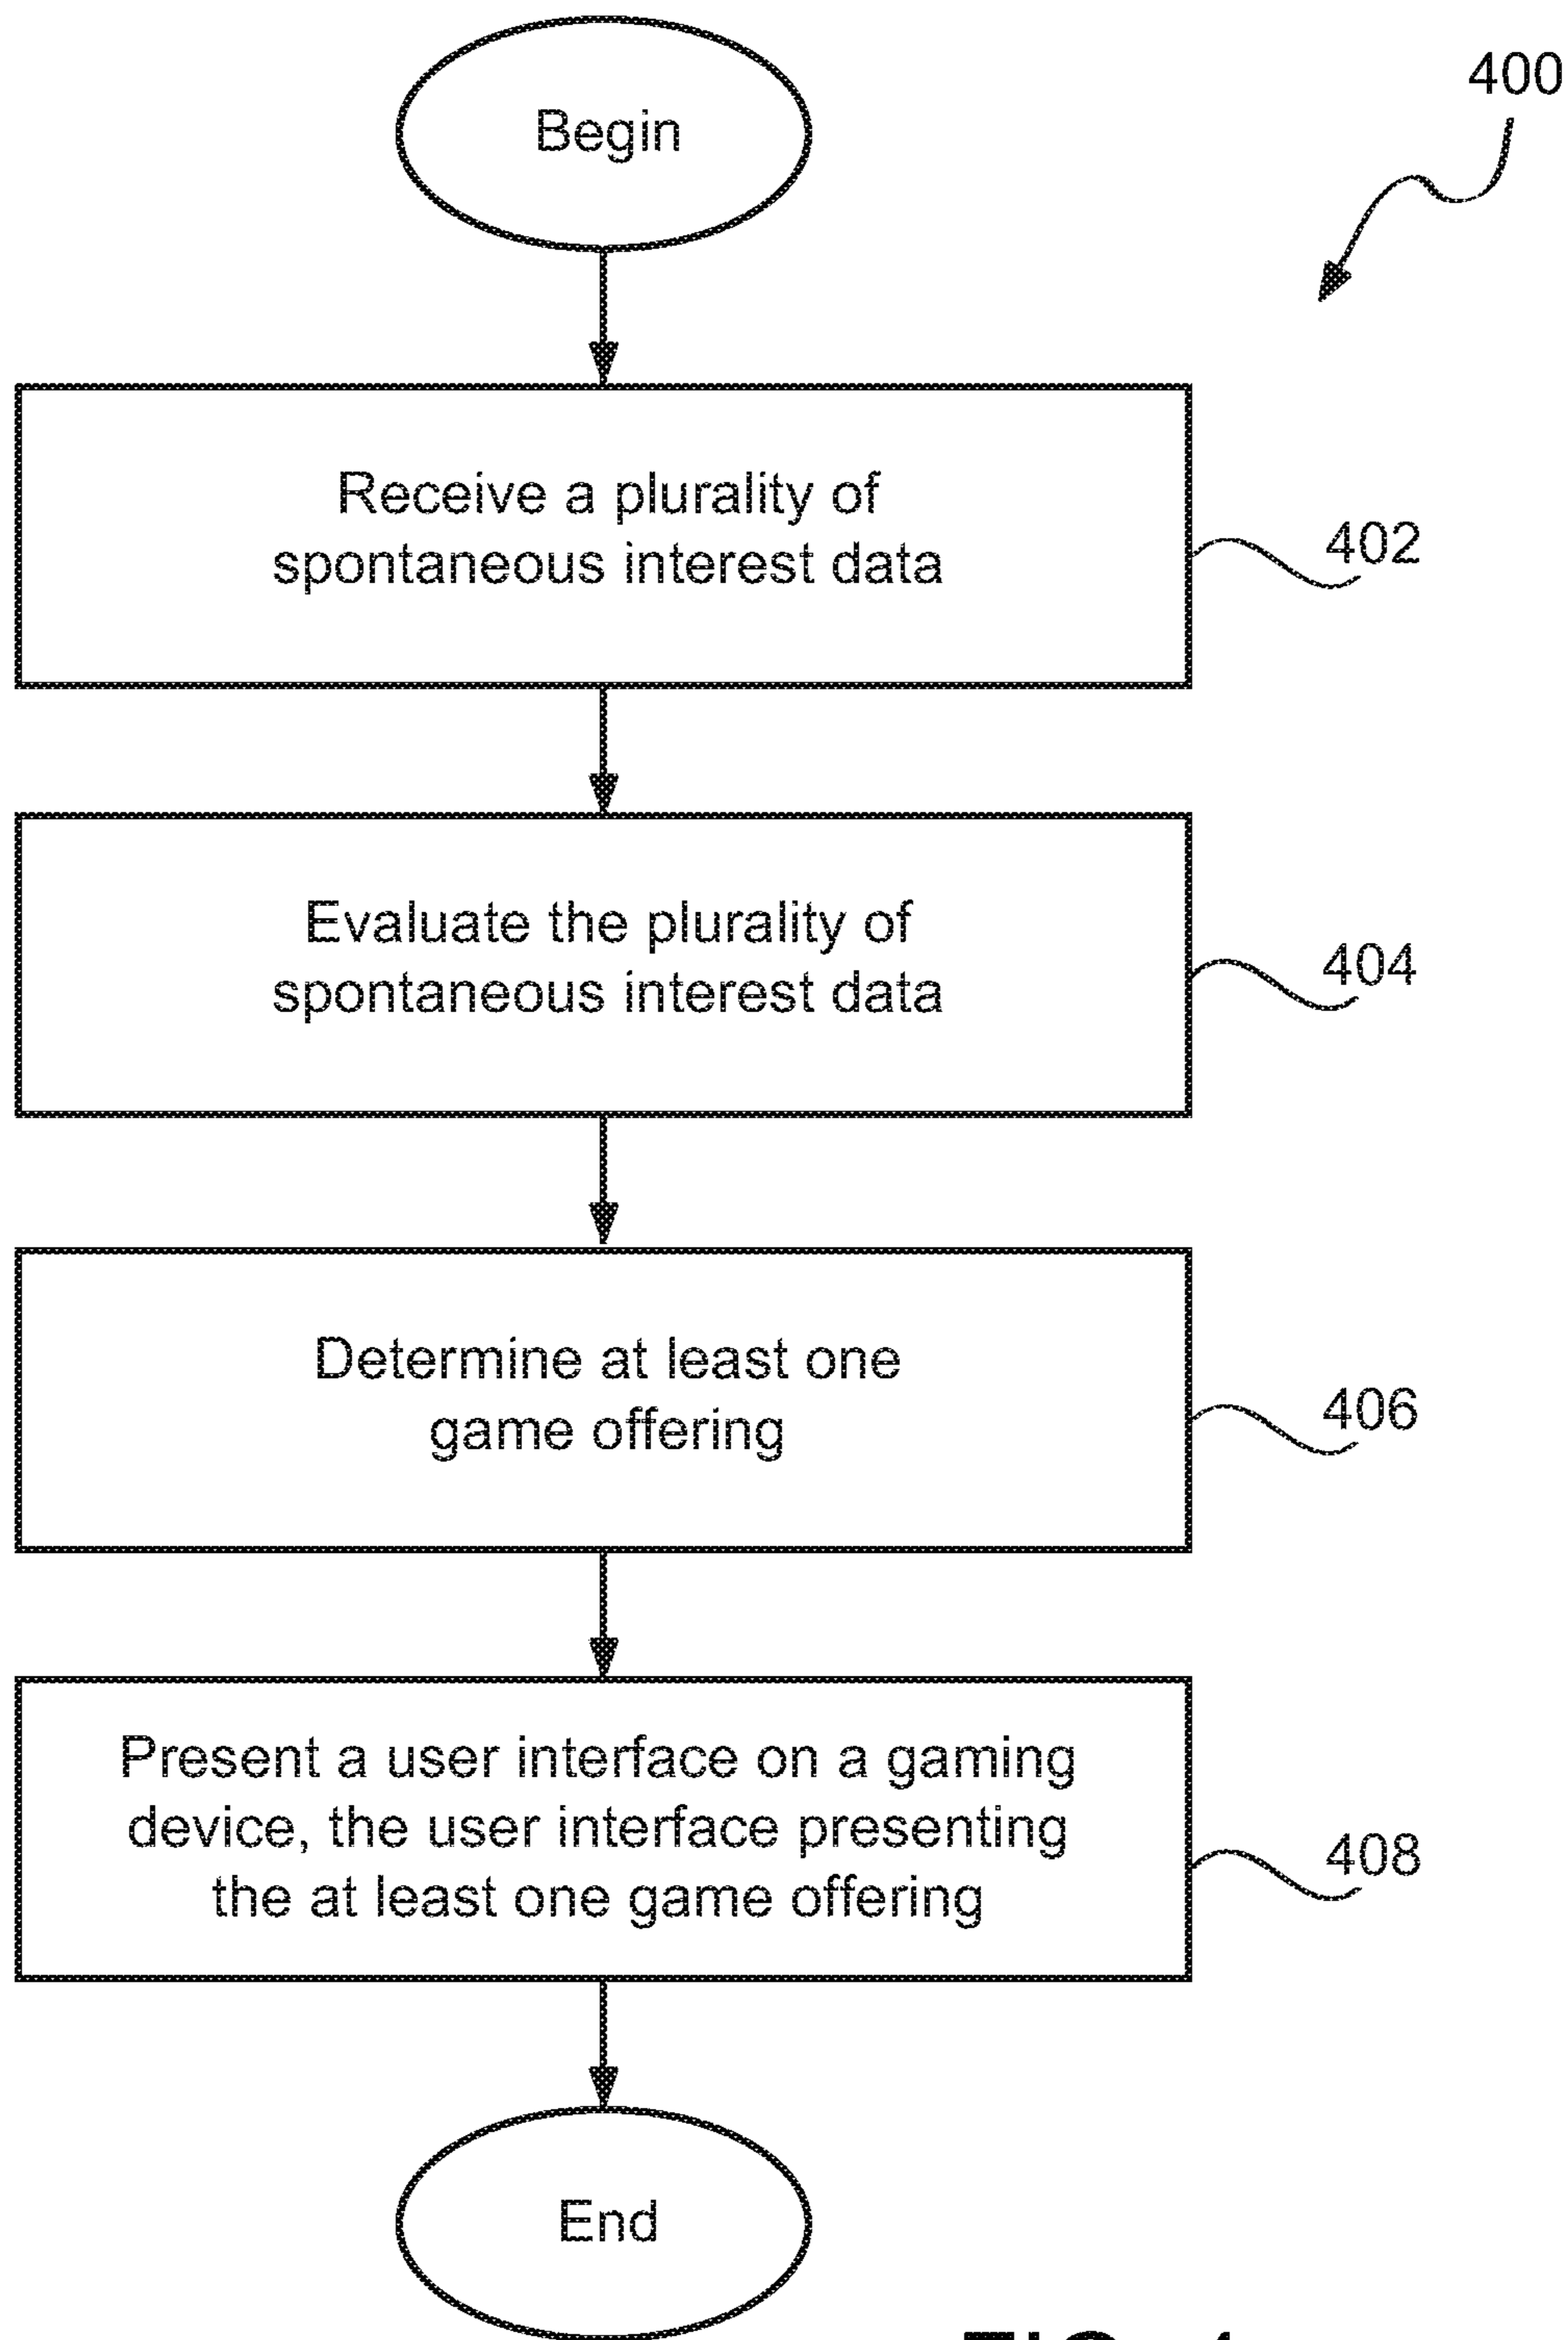 400
Begin
Receive a plurality of
spontaneous interest data
402
Evaluate the plurality of
spontaneous interest data
404
Determine at least one
game offering
406
Present a user interface on a gaming
device, the user interface presenting
the at least one game offering
408
End